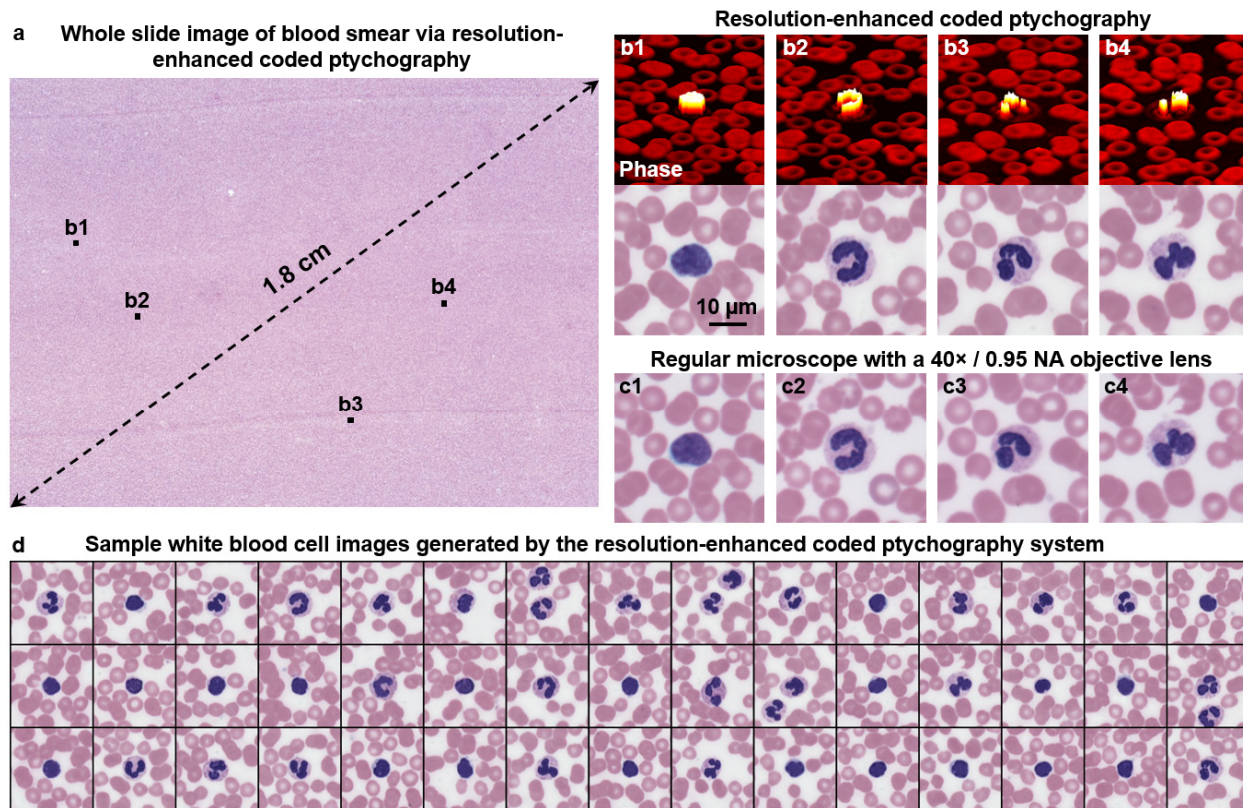 a Whole slide image of blood smear via resolution-
enhanced coded ptychography
b1
b2
b3
b4
1.8 cm
Resolution-enhanced coded ptychography
b1 b2 b3 b4
Phase
10 µm
Regular microscope with a 40× / 0.95 NA objective lens
c1 c2 c3 c4
d Sample white blood cell images generated by the resolution-enhanced coded ptychography system